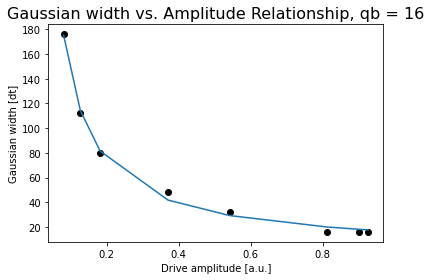 Gaussian width vs. Amplitude Relationship, qb = 16
Gaussian width [dt]
180
160
140
120
100
80
60
40
20
0.2 0.4 0.6 0.8
Drive amplitude [a.u.]